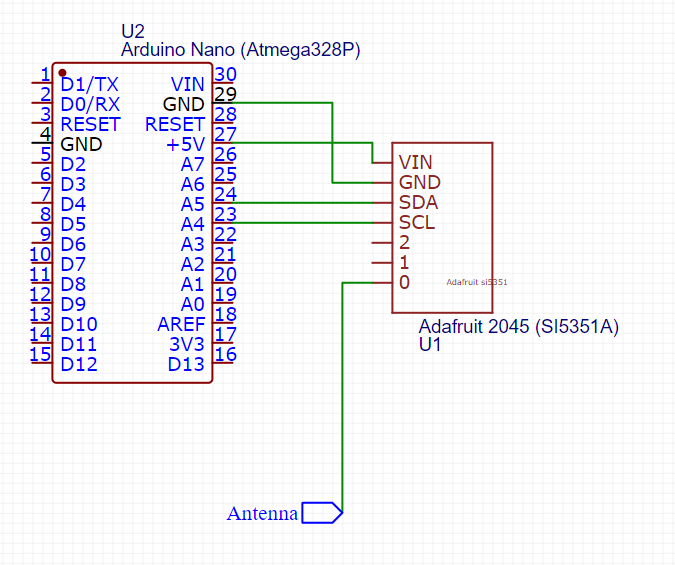 U2
Arduino Nano (Atmega328P)
1 D1/TX VIN 30
2 D0/RX GND 29
3 RESET RESET 28
4 GND +5V 27
5 D2 A7 26
6 D3 A6 25
7 D4 A5 24
8 D5 A4 23
9 D6 A3 22
10 D7 A2 21
11 D8 A1 20
12 D9 A0 19
13 D10 AREF 18
14 D11 3V3 17
15 D12 D13 16
VIN
GND
SDA
SCL
2
1
0 Adafruit si5351
Adafruit 2045 (SI5351A)
U1
Antenna